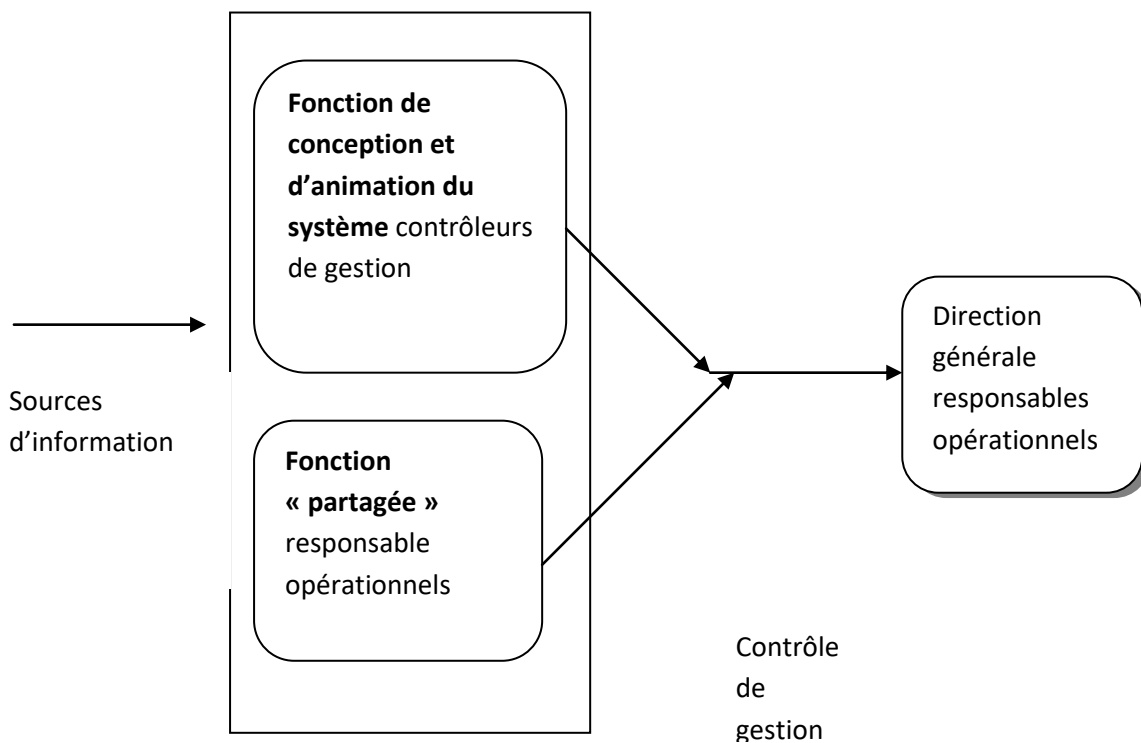 Fonction de
conception et
d’animation du
système contrôleurs
de gestion
Sources
d’information
Fonction
« partagée »
responsable
opérationnels
Direction
générale
responsables
opérationnels
Contrôle
de
gestion